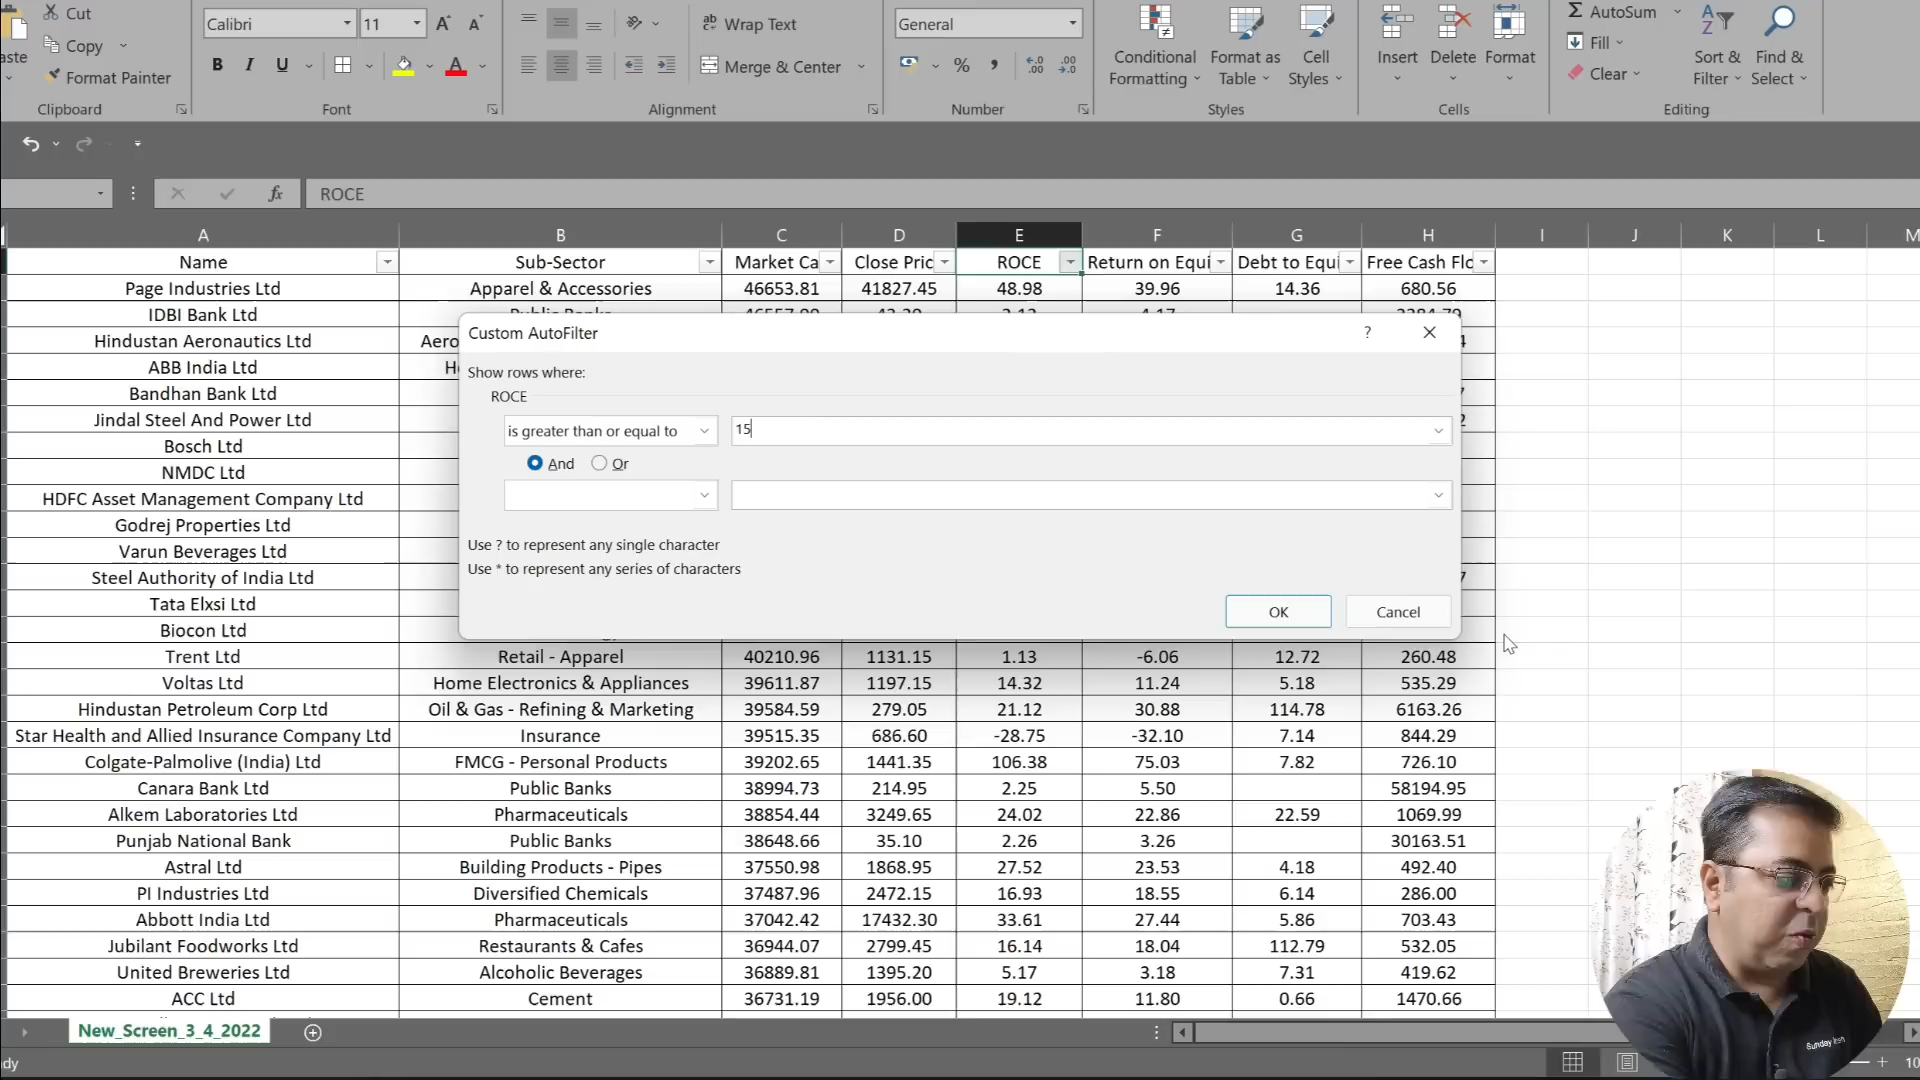 Cut
Copy
Format Painter
Clipboard
Calibri 11
B I U
Font
Wrap Text
Merge & Center
Alignment
General
%
Number
Conditional Formatting
Format as Table
Cell Styles
Styles
Insert Delete Format
Cells
AutoSum
Fill
Clear
Sort & Filter
Find & Select
Editing
fx ROCE
A B C D E F G H I J K L M
Name Sub-Sector Market Ca Close Pric ROCE Return on Equi Debt to Equi Free Cash Flo
Page Industries Ltd Apparel & Accessories 46653.81 41827.45 48.98 39.96 14.36 680.56
IDBI Bank Ltd
Hindustan Aeronautics Ltd Aero
ABB India Ltd
Bandhan Bank Ltd
Jindal Steel And Power Ltd
Bosch Ltd
NMDC Ltd
HDFC Asset Management Company Ltd
Godrej Properties Ltd
Varun Beverages Ltd
Steel Authority of India Ltd
Tata Elxsi Ltd
Biocon Ltd
Custom AutoFilter
Show rows where:
ROCE
is greater than or equal to 15
And Or
Use ? to represent any single character
Use * to represent any series of characters
OK Cancel
Trent Ltd Retail - Apparel 40210.96 1131.15 1.13 -6.06 12.72 260.48
Voltas Ltd Home Electronics & Appliances 39611.87 1197.15 14.32 11.24 5.18 535.29
Hindustan Petroleum Corp Ltd Oil & Gas - Refining & Marketing 39584.59 279.05 21.12 30.88 114.78 6163.26
Star Health and Allied Insurance Company Ltd Insurance 39515.35 686.60 -28.75 -32.10 7.14 844.29
Colgate-Palmolive (India) Ltd FMCG - Personal Products 39202.65 1441.35 106.38 75.03 7.82 726.10
Canara Bank Ltd Public Banks 38994.73 214.95 2.25 5.50 58194.95
Alkem Laboratories Ltd Pharmaceuticals 38854.44 3249.65 24.02 22.86 22.59 1069.99
Punjab National Bank Public Banks 38648.66 35.10 2.26 3.26 30163.51
Astral Ltd Building Products - Pipes 37550.98 1868.95 27.52 23.53 4.18 492.40
PI Industries Ltd Diversified Chemicals 37487.96 2472.15 16.93 18.55 6.14 286.00
Abbott India Ltd Pharmaceuticals 37042.42 17432.30 33.61 27.44 5.86 703.43
Jubilant Foodworks Ltd Restaurants & Cafes 36944.07 2799.45 16.14 18.04 112.79 532.05
United Breweries Ltd Alcoholic Beverages 36889.81 1395.20 5.17 3.18 7.31 419.62
ACC Ltd Cement 36731.19 1956.00 19.12 11.80 0.66 1470.66
New_Screen_3_4_2022